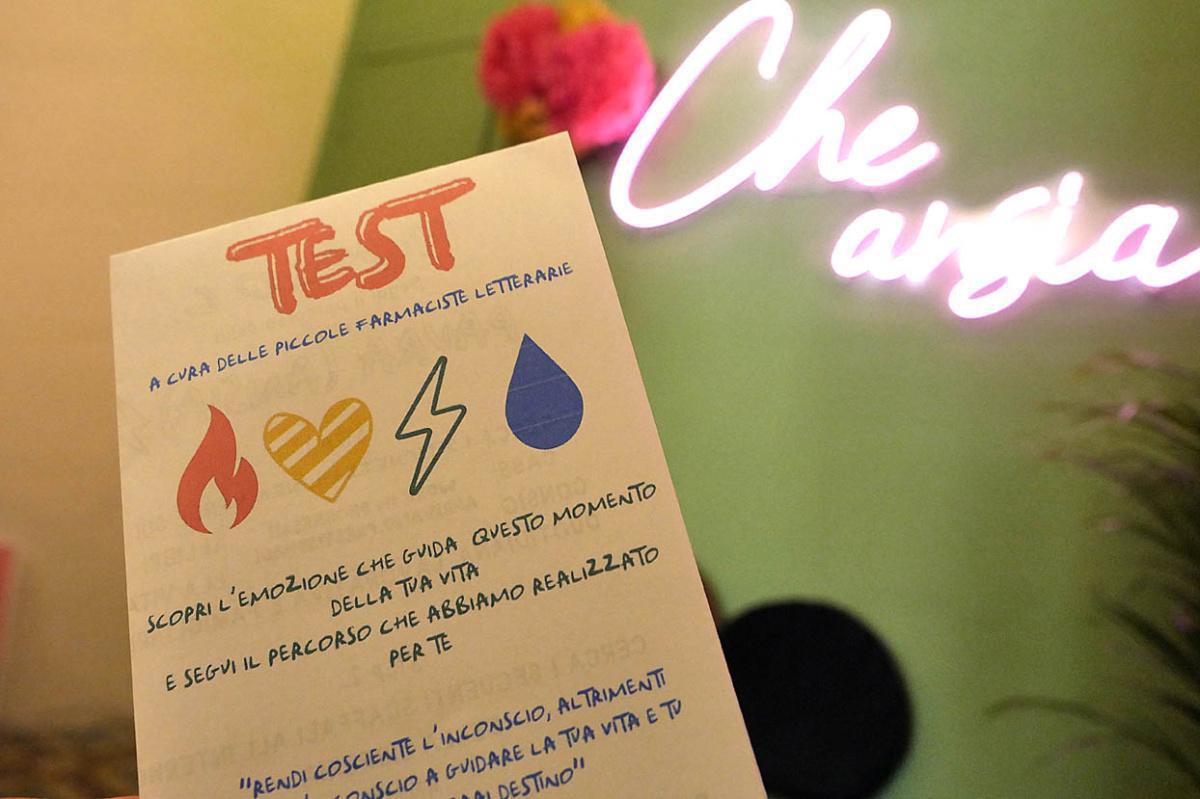 Che
ansia
TEST
A CURA DELLE PICCOLE FARMACISTE LETTERARIE
SCOPRI L'EMOZIONE CHE GUIDA QUESTO MOMENTO
DELLA TUA VITA
E SEGUI IL PERCORSO CHE ABBIAMO REALIZZATO
PER TE
"RENDI COSCIENTE L'INCONSCIO, ALTRIMENTI
A GUIDARE LA TUA VITA E TU
DESTINO"